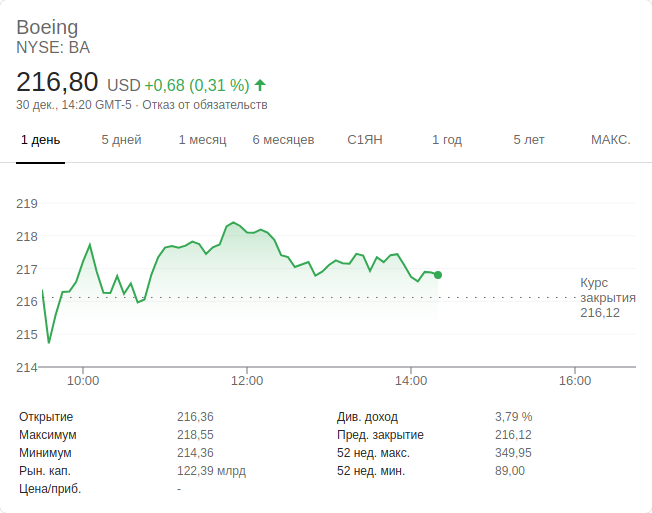 Boeing
NYSE: BA
216,80 USD +0,68 (0,31 %)
30 дек., 14:20 GMT-5 · Отказ от обязательств
1 день 5 дней 1 месяц 6 месяцев С1ЯН 1 год 5 лет МАКС.
219
218
217
216
215
214
Курс
закрытия
216,12
10:00 12:00 14:00 16:00
Открытие 216,36 Див. доход 3,79 %
Максимум 218,55 Пред. закрытие 216,12
Минимум 214,36 52 нед. макс. 349,95
Рын. кап. 122,39 млрд 52 нед. мин. 89,00
Цена/приб. -